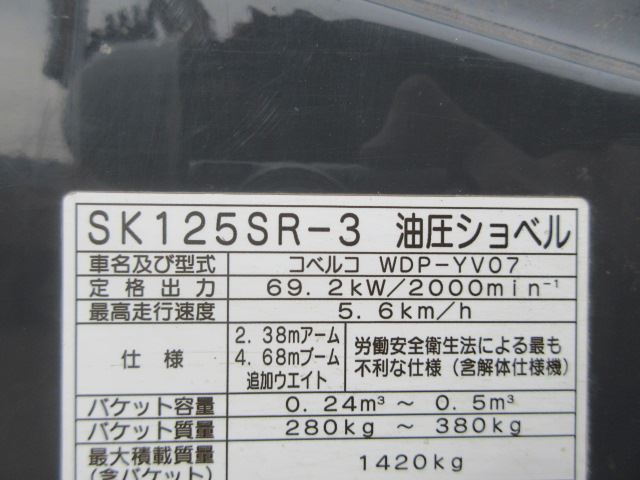 SK125SR-3 油圧ショベル
車名及び型式 コベルコ WDP-YV07
定格出力 69.2kW/2000min⁻¹
最高走行速度 5.6km/h
仕様
2.38mアーム
4.68mブーム
追加ウエイト
労働安全衛生法による最も
不利な仕様（含解体仕様機）
バケット容量 0.24m³ ～ 0.5m³
バケット質量 280kg ～ 380kg
最大積載質量
(含バケット)
1420kg